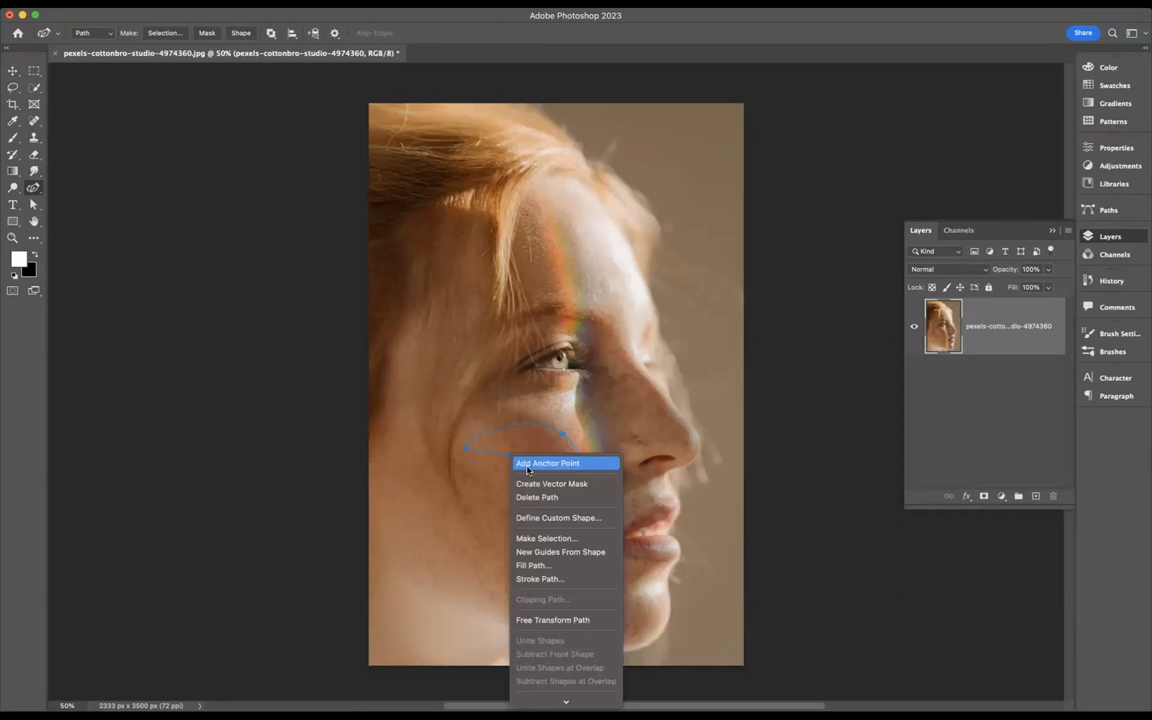 Adobe Photoshop 2023
Path Make: Selection... Mask Shape Align Edges Share
pexels-cottonbro-studio-4974360.jpg @ 50% (pexels-cottonbro-studio-4974360, RGB/8) *
Color
Swatches
Gradients
Patterns
Properties
Adjustments
Libraries
Paths
Layers
Channels
History
Comments
Brush Setti...
Brushes
Character
Paragraph
Layers Channels
Kind
Normal Opacity: 100%
Lock: Fill: 100%
pexels-cotto...dio-4974360
Add Anchor Point
Create Vector Mask
Delete Path
Define Custom Shape...
Make Selection...
New Guides From Shape
Fill Path...
Stroke Path...
Clipping Path...
Free Transform Path
Unite Shapes
Subtract Front Shape
Unite Shapes at Overlap
Subtract Shapes at Overlap
50% 2333 px x 3500 px (72 ppi)